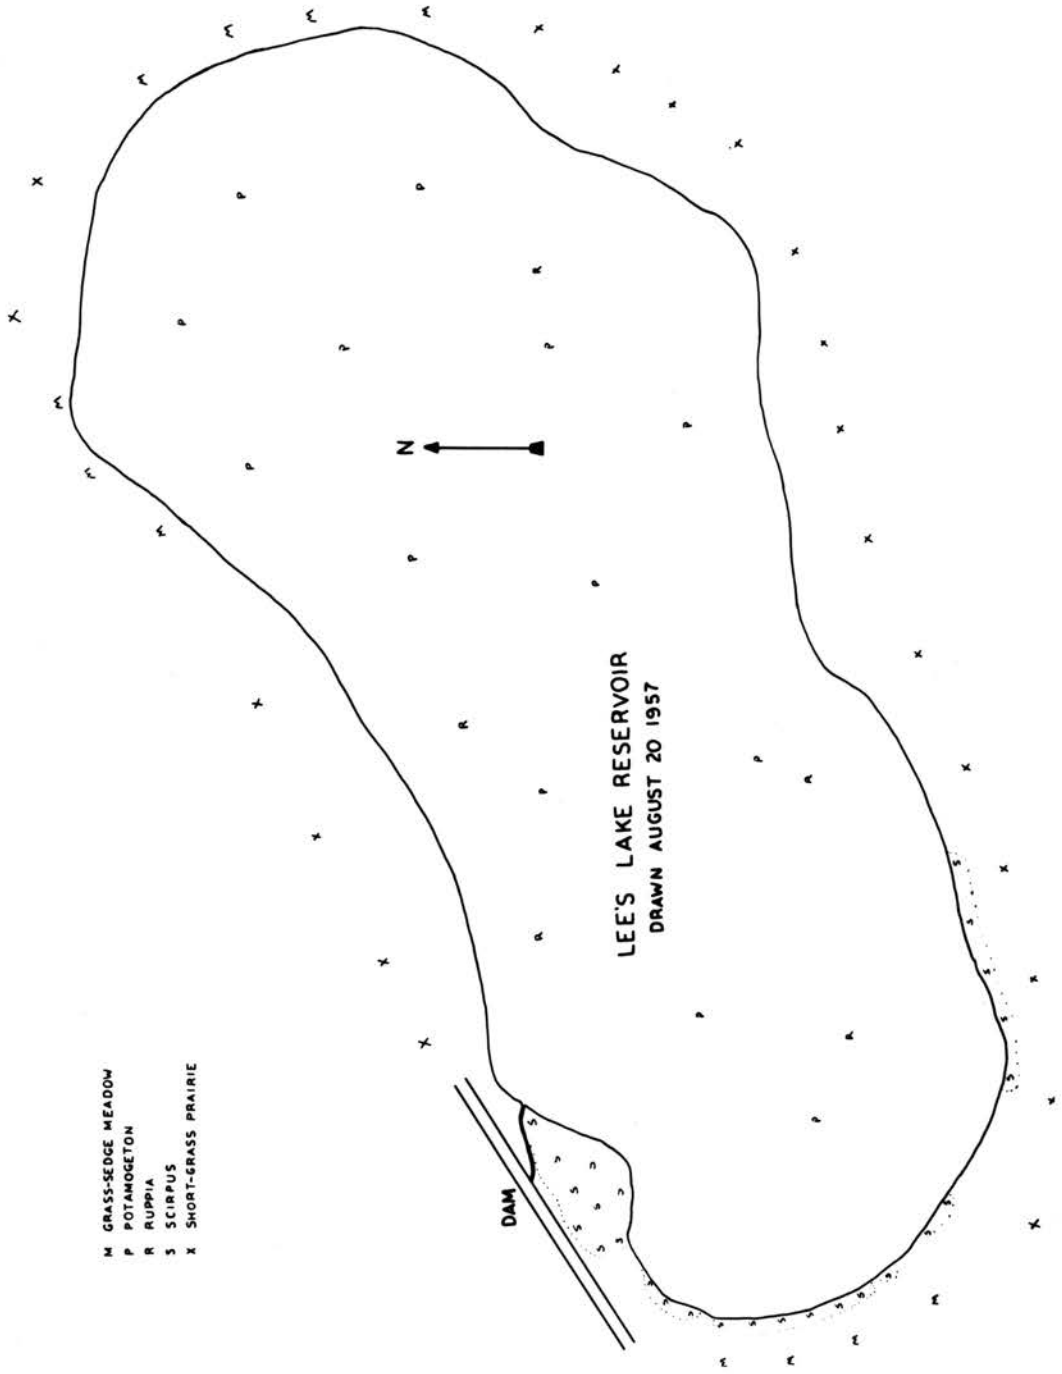 M GRASS-SEDGE MEADOW
P POTAMOGETON
R RUPPIA
S SCIRPUS
X SHORT-GRASS PRAIRIE
DAM
N
LEE'S LAKE RESERVOIR
DRAWN AUGUST 20 1957